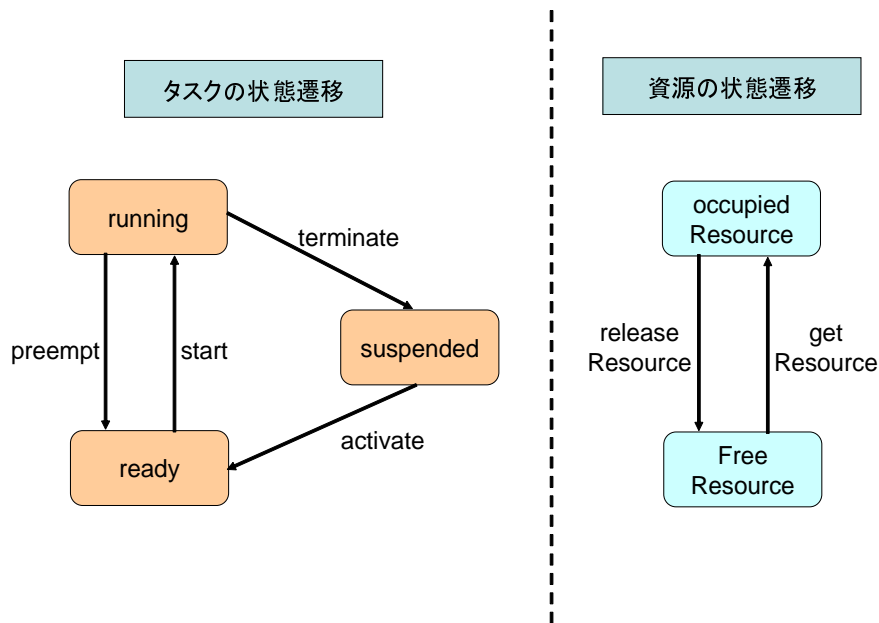 タスクの状態遷移
資源の状態遷移
running
terminate
suspended
preempt
start
activate
ready
occupied
Resource
release
Resource
get
Resource
Free
Resource